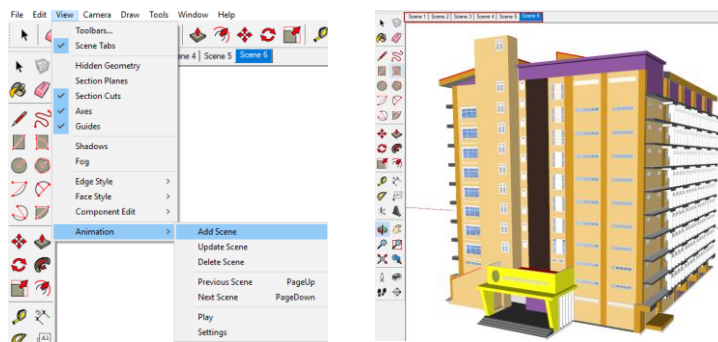 File Edit View Camera Draw Tools Window Help
Toolbars...
Scene Tabs
ene 4 Scene 5 Scene 6
Hidden Geometry
Section Planes
Section Cuts
Axes
Guides
Shadows
Fog
Edge Style
Face Style
Component Edit
Animation
Add Scene
Update Scene
Delete Scene
Previous Scene PageUp
Next Scene PageDown
Play
Settings
Scene 1 Scene 2 Scene 3 Scene 4 Scene 5 Scene 6